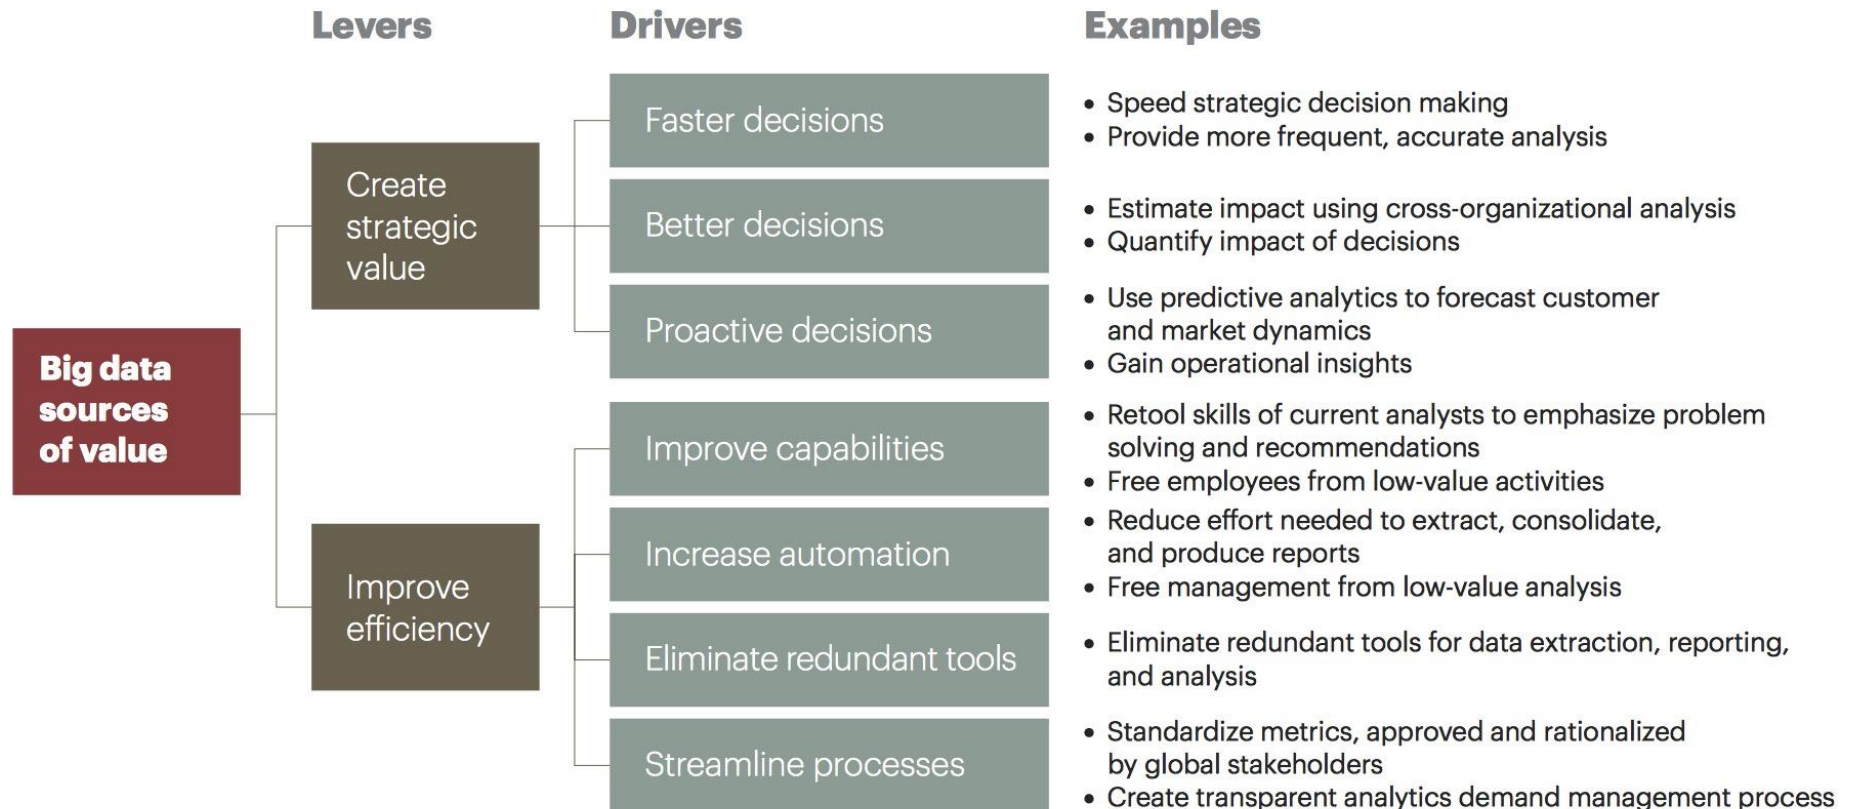 Levers
Drivers
Examples
Big data
sources
of value
Create
strategic
value
Faster decisions
• Speed strategic decision making
• Provide more frequent, accurate analysis
Better decisions
• Estimate impact using cross-organizational analysis
• Quantify impact of decisions
Proactive decisions
• Use predictive analytics to forecast customer
and market dynamics
• Gain operational insights
Improve
efficiency
Improve capabilities
• Retool skills of current analysts to emphasize problem
solving and recommendations
• Free employees from low-value activities
Increase automation
• Reduce effort needed to extract, consolidate,
and produce reports
• Free management from low-value analysis
Eliminate redundant tools
• Eliminate redundant tools for data extraction, reporting,
and analysis
Streamline processes
• Standardize metrics, approved and rationalized
by global stakeholders
• Create transparent analytics demand management process